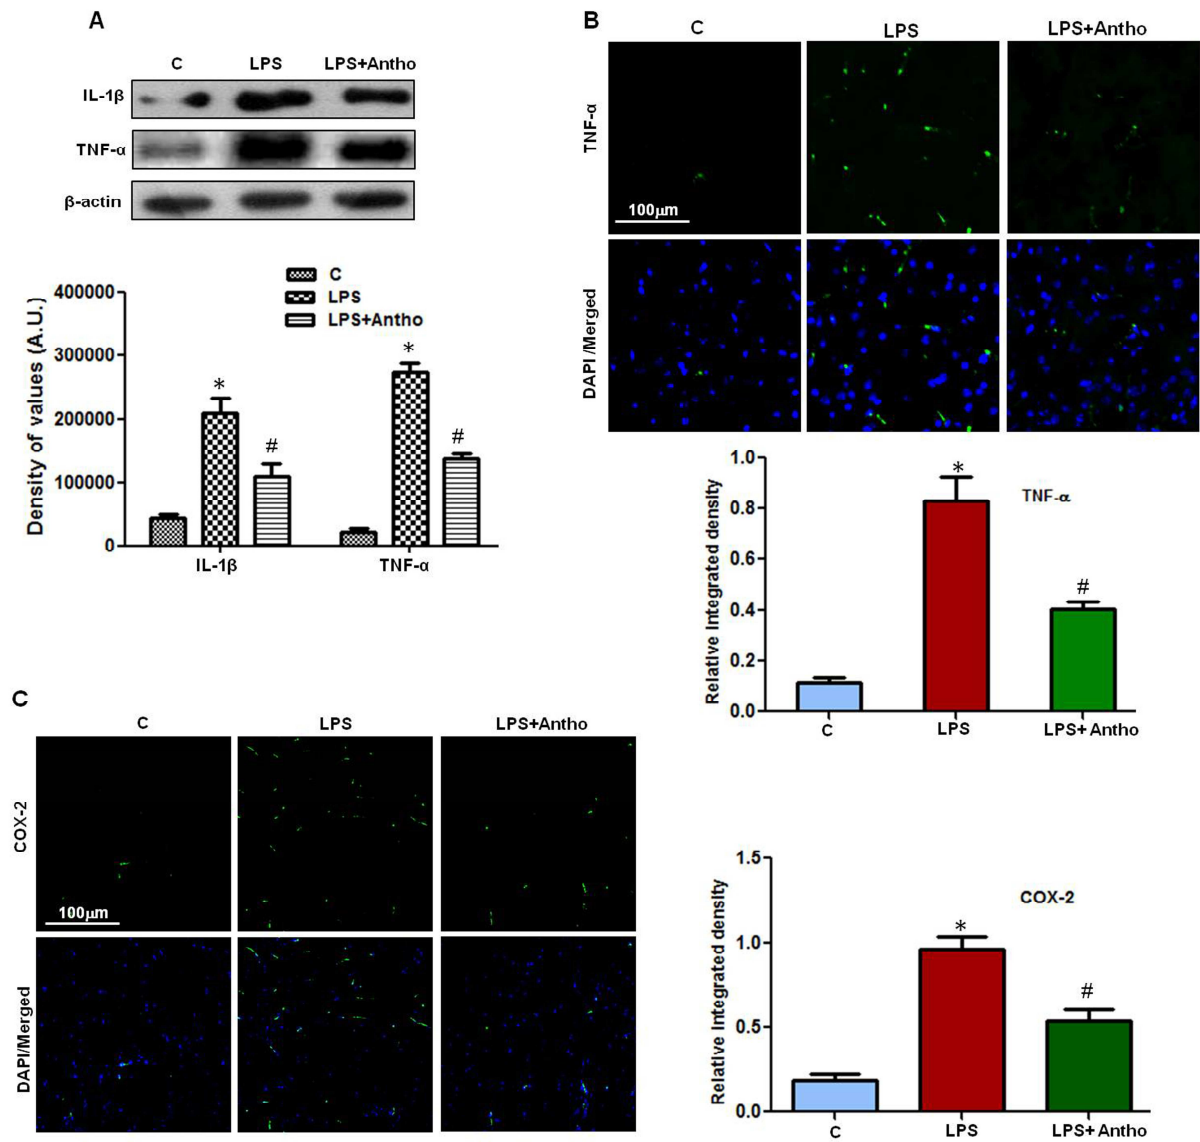 A
C LPS LPS+Antho
IL-1β
TNF-α
β-actin
C
LPS
LPS+Antho
Density of values (A.U.)
400000
300000
200000
100000
0
* # * #
IL-1β TNF-α
B
C LPS LPS+Antho
TNF-α
100µm
DAPI /Merged
Relative Integrated density
1.0
0.8
0.6
0.4
0.2
0.0
TNF-α
* #
C LPS LPS+ Antho
C
C LPS LPS+Antho
COX-2
100µm
DAPI/Merged
Relative Integrated density
1.5
1.0
0.5
0.0
COX-2
* #
C LPS LPS+ Antho